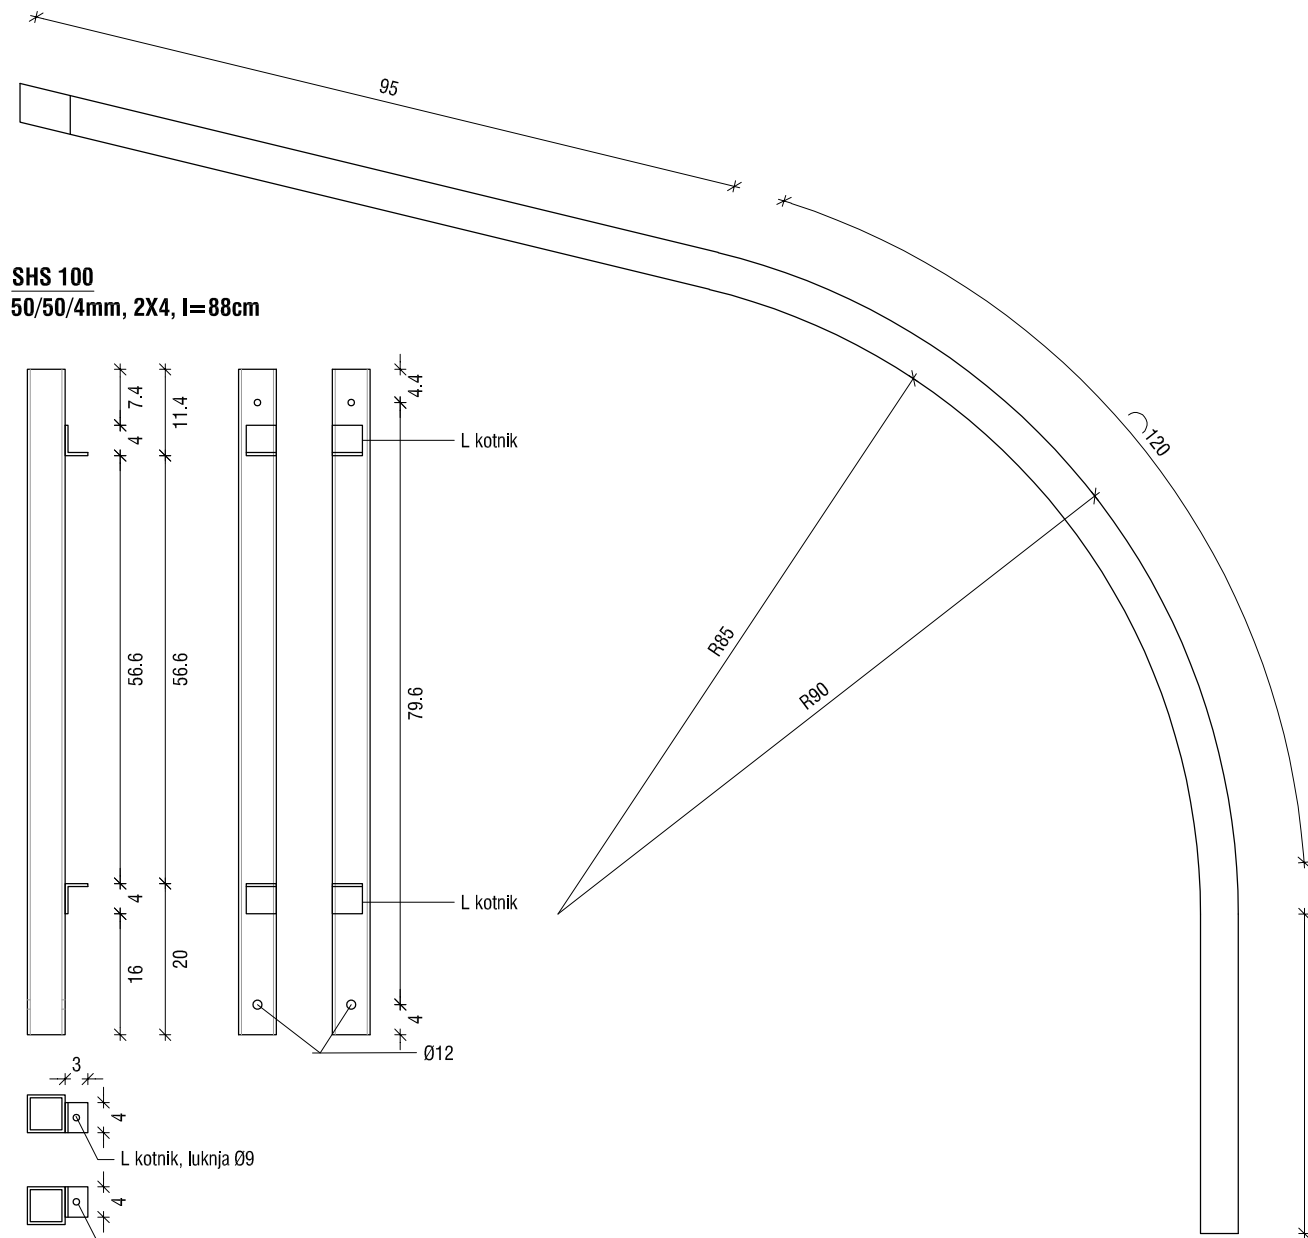 95
SHS 100
50/50/4mm, 2X4, l=88cm
7.4
11.4
4.4
4
L kotnik
120
56.6
56.6
79.6
R85
R90
4
L kotnik
16
20
4
Ø12
3
4
L kotnik, luknja Ø9
4